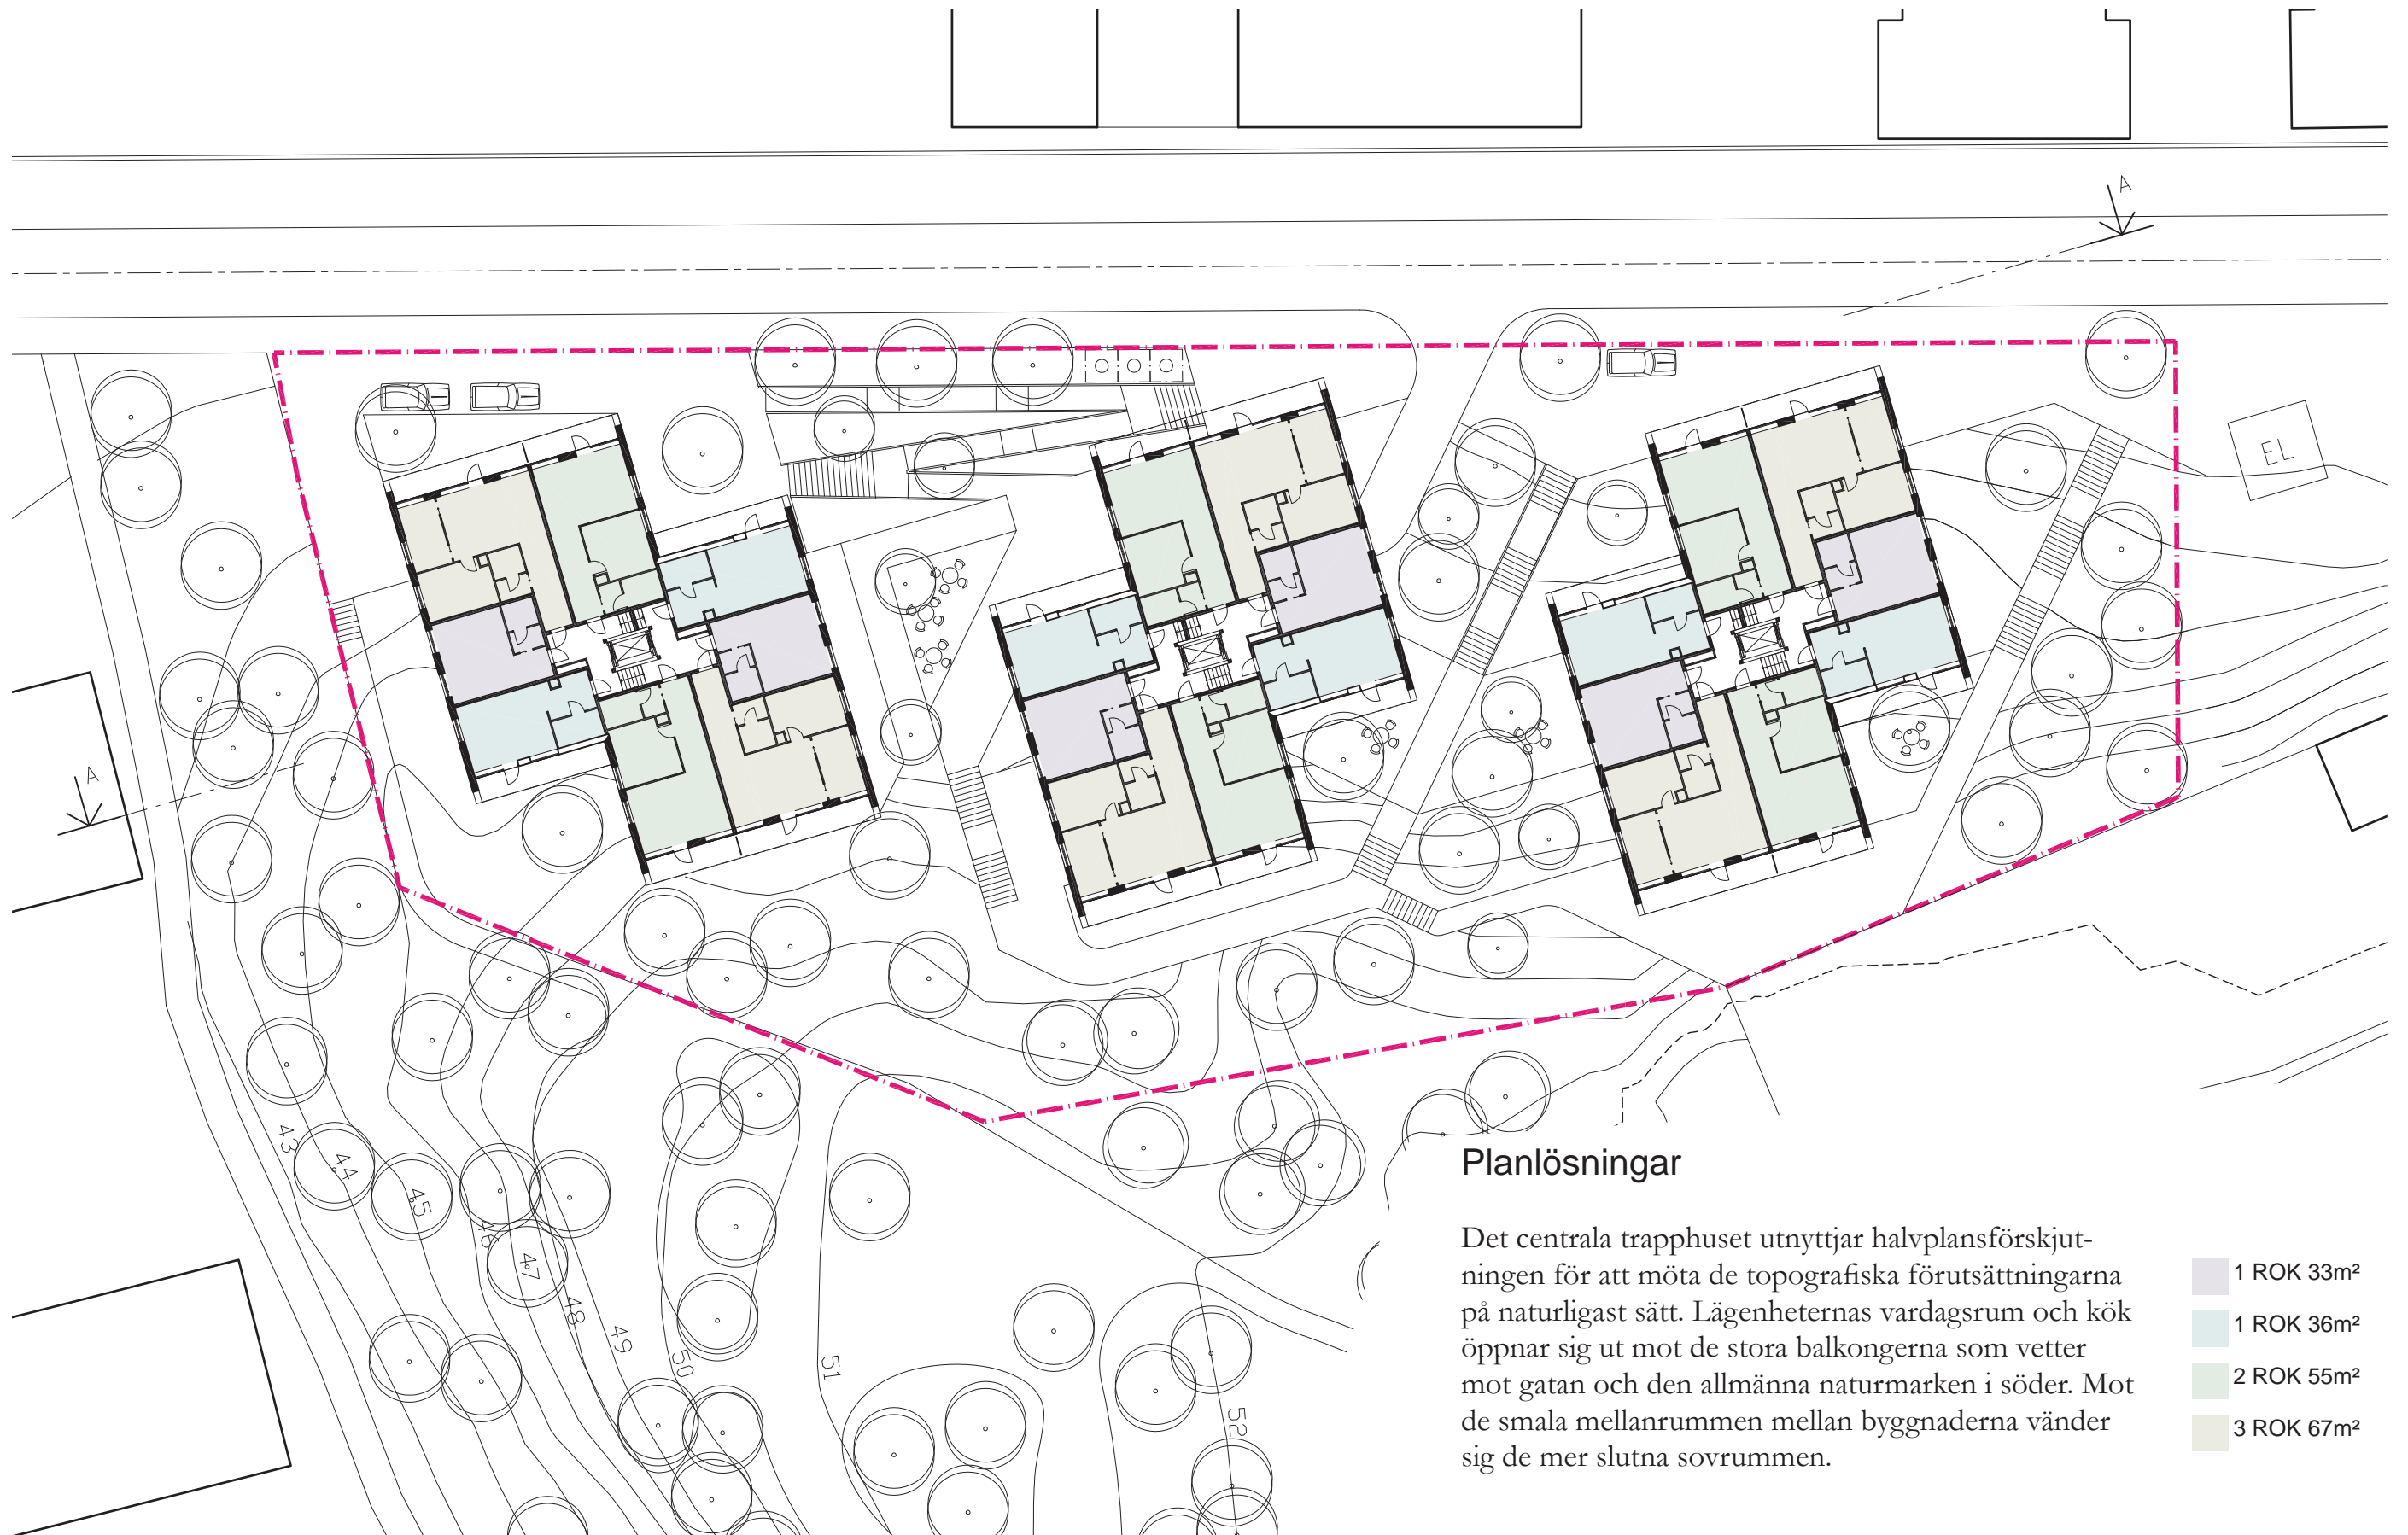 A
EL
A
43
44
45
46
47
48
49
50
51
52
Planlösningar
Det centrala trapphuset utnyttjar halvplansförskjut-
ningen för att möta de topografiska förutsättningarna
på naturligast sätt. Lägenheternas vardagsrum och kök
öppnar sig ut mot de stora balkongerna som vetter
mot gatan och den allmänna naturmarken i söder. Mot
de smala mellanrummen mellan byggnaderna vänder
sig de mer slutna sovrummen.
1 ROK 33m²
1 ROK 36m²
2 ROK 55m²
3 ROK 67m²